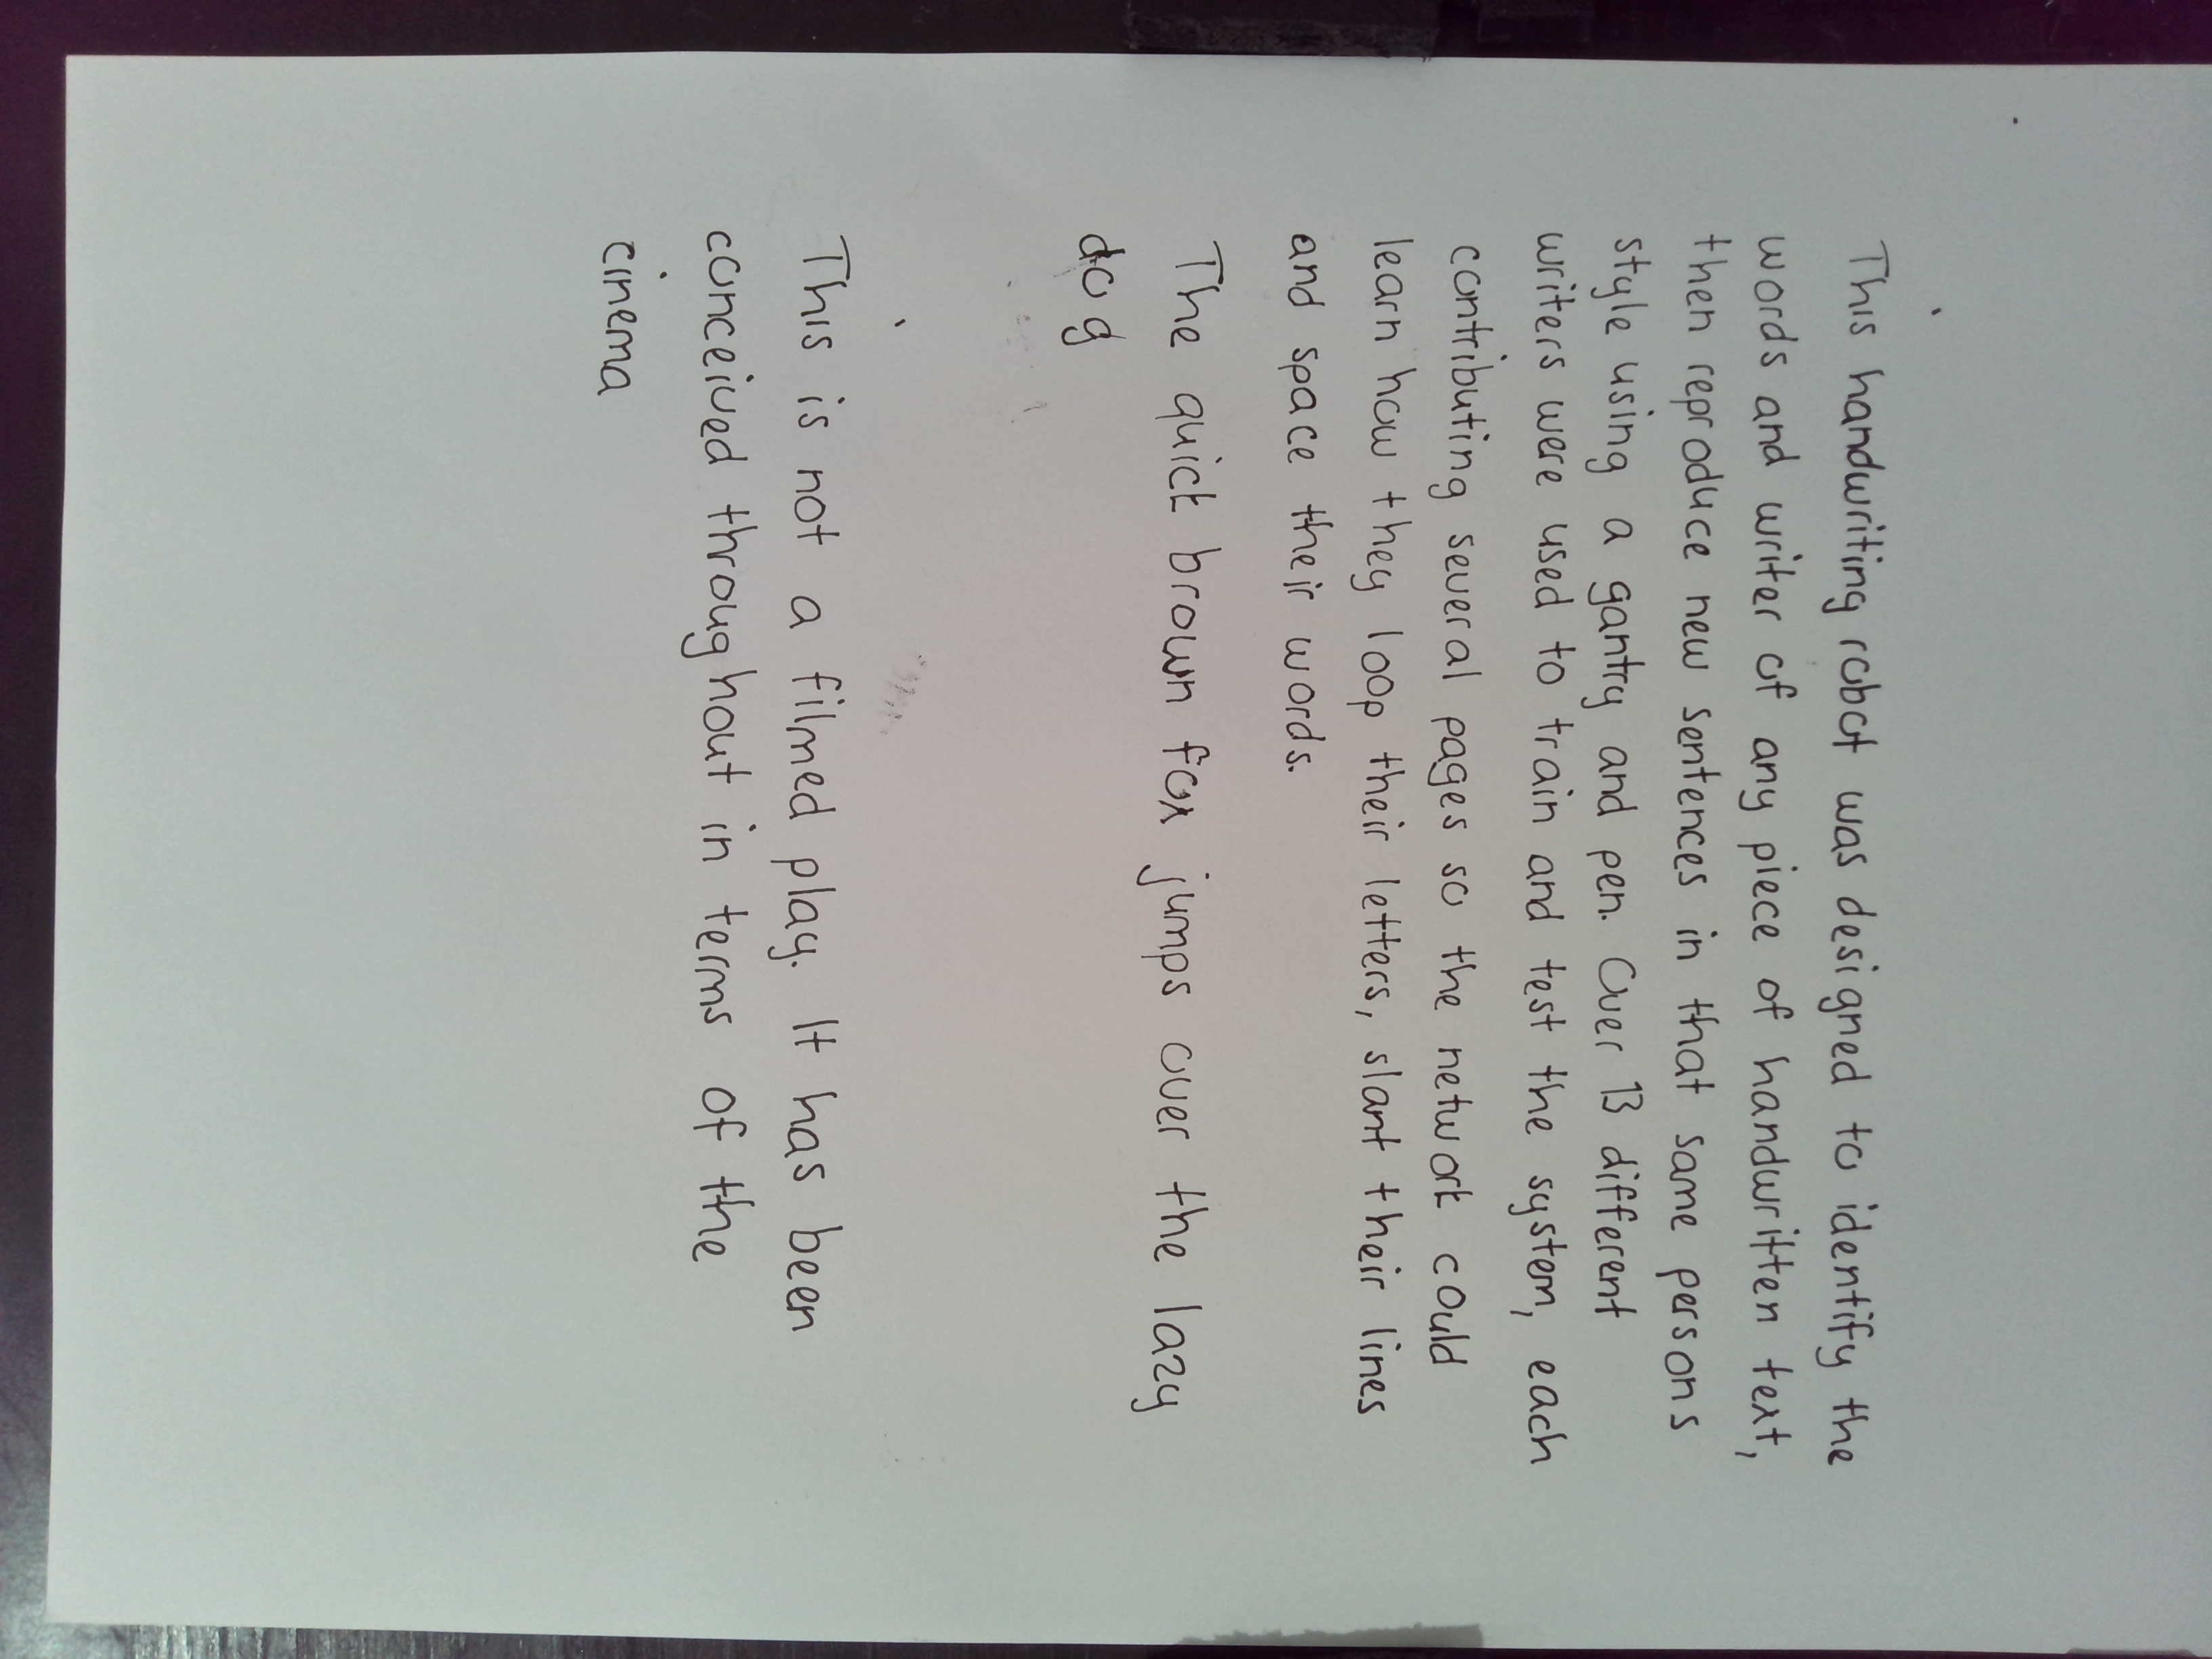 This handwriting robot was designed to identify the
words and writer of any piece of handwritten text,
then reproduce new sentences in that same persons
style using a gantry and pen. Over 13 different
writers were used to train and test the system, each
contributing several pages so the network could
learn how they loop their letters, slant their lines
and space their words.
The quick brown fox jumps over the lazy
dog
This is not a filmed play. It has been
conceived throughout in terms of the
cinema